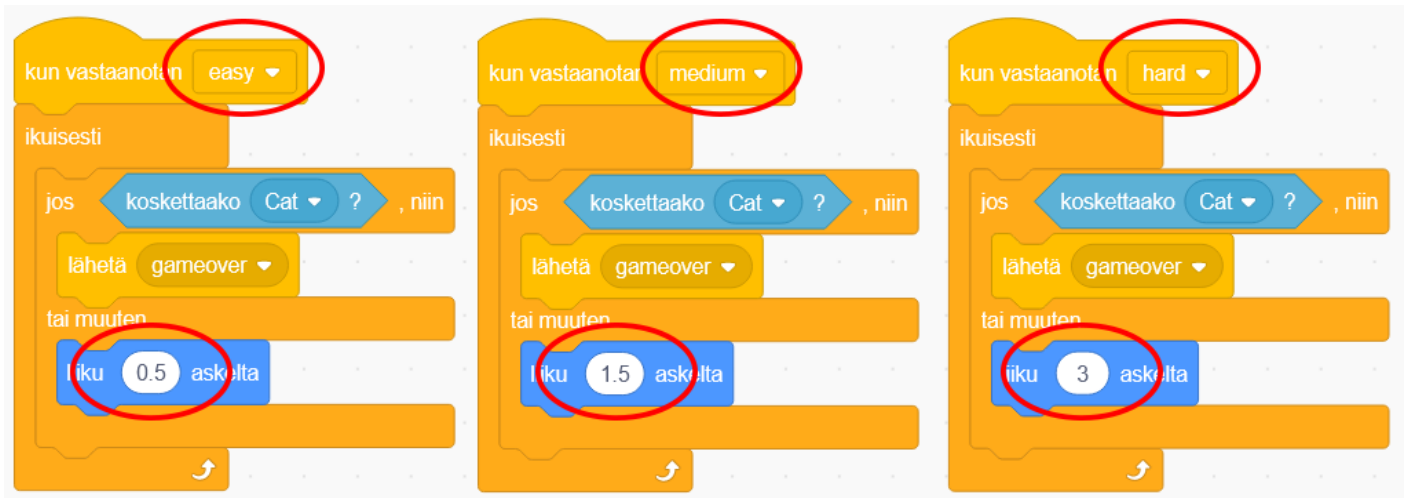 kun vastaanotan easy
ikuisesti
jos koskettaako Cat ? , niin
lähetä gameover
tai muuten
liiku 0.5 askelta
kun vastaanotan medium
ikuisesti
jos koskettaako Cat ? , niin
lähetä gameover
tai muuten
liiku 1.5 askelta
kun vastaanotan hard
ikuisesti
jos koskettaako Cat ? , niin
lähetä gameover
tai muuten
liiku 3 askelta